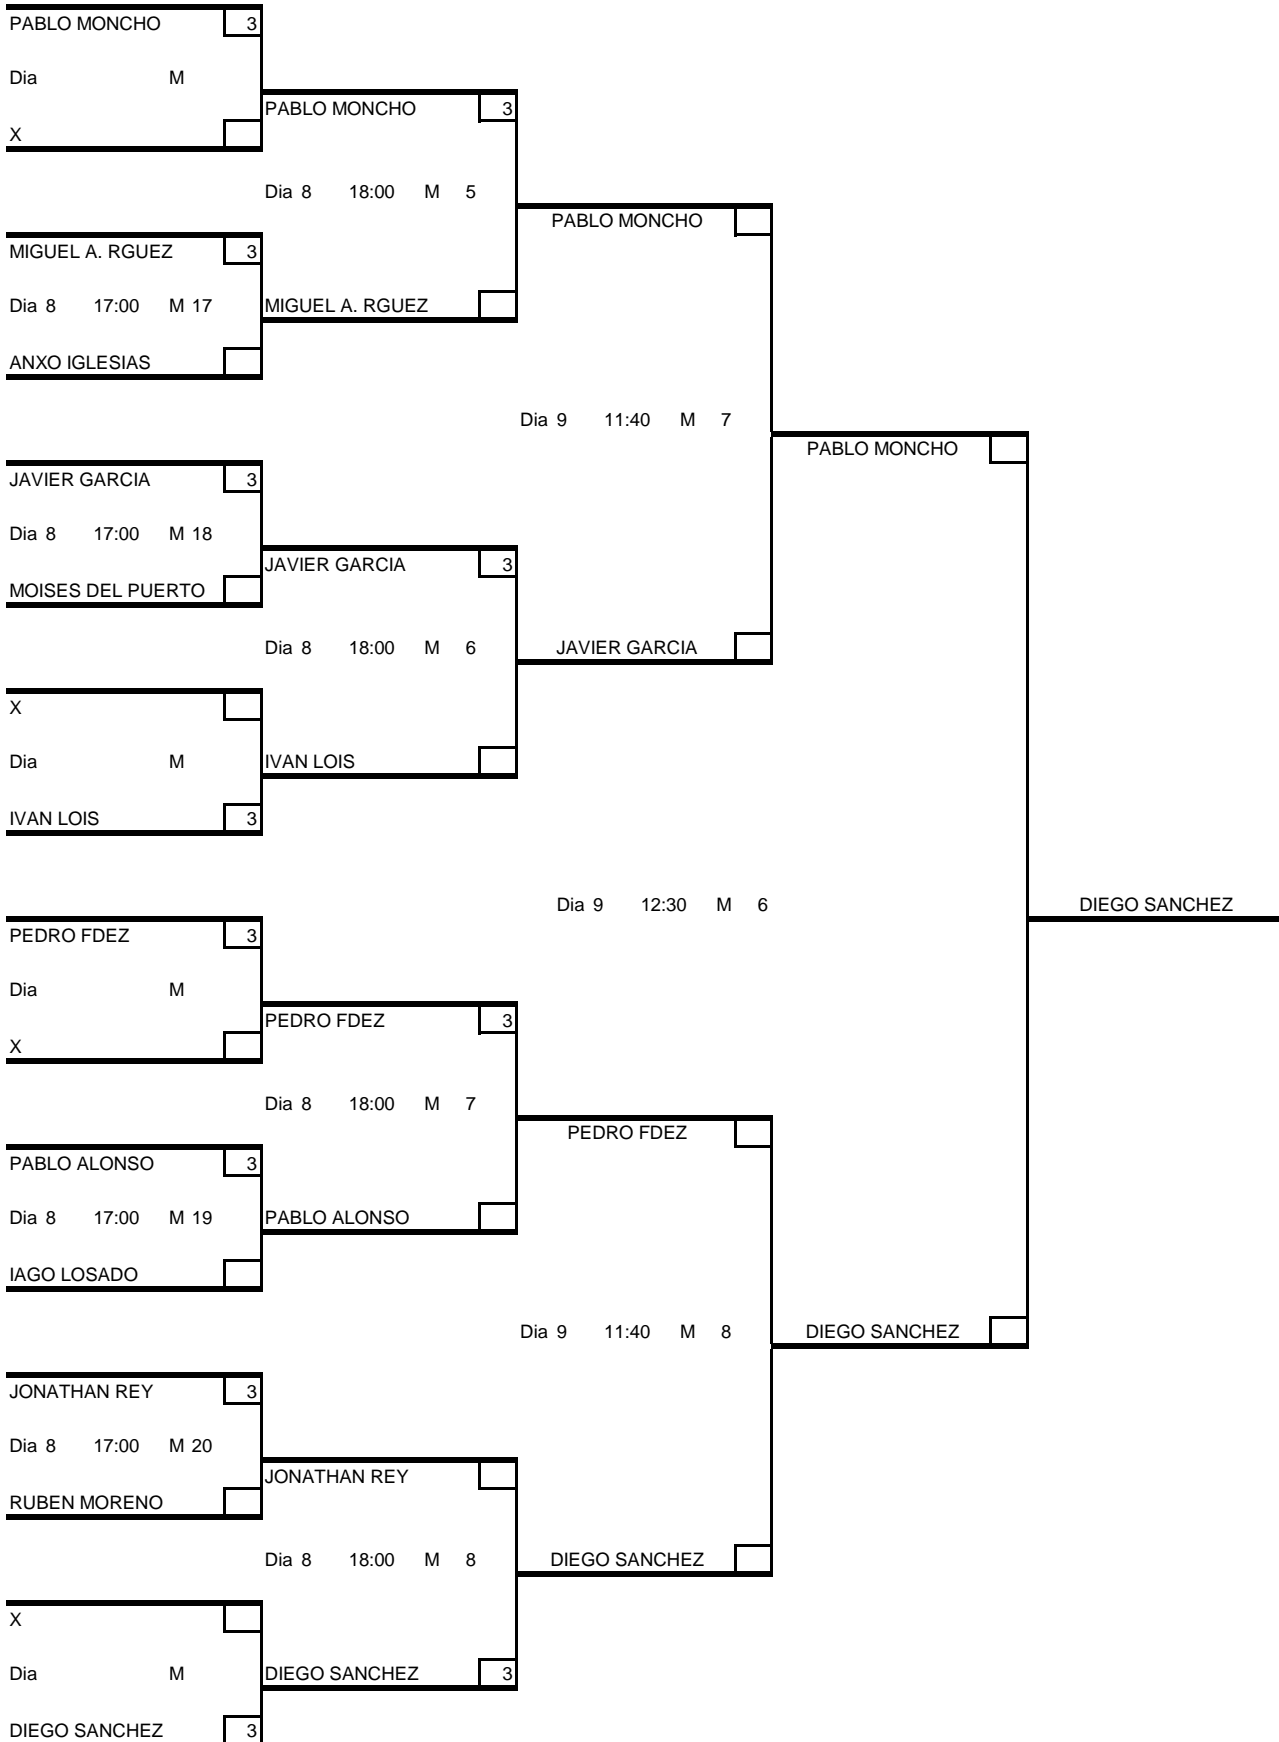 PABLO MONCHO 3
Dia M
PABLO MONCHO 3
X
Dia 8 18:00 M 5
PABLO MONCHO
MIGUEL A. RGUEZ 3
Dia 8 17:00 M 17 MIGUEL A. RGUEZ
ANXO IGLESIAS
Dia 9 11:40 M 7
PABLO MONCHO
JAVIER GARCIA 3
Dia 8 17:00 M 18
JAVIER GARCIA 3
MOISES DEL PUERTO
Dia 8 18:00 M 6 JAVIER GARCIA
X
Dia M IVAN LOIS
IVAN LOIS 3
Dia 9 12:30 M 6 DIEGO SANCHEZ
PEDRO FDEZ 3
Dia M
PEDRO FDEZ 3
X
Dia 8 18:00 M 7
PEDRO FDEZ
PABLO ALONSO 3
Dia 8 17:00 M 19 PABLO ALONSO
IAGO LOSADO
Dia 9 11:40 M 8 DIEGO SANCHEZ
JONATHAN REY 3
Dia 8 17:00 M 20
JONATHAN REY
RUBEN MORENO
Dia 8 18:00 M 8 DIEGO SANCHEZ
X
Dia M DIEGO SANCHEZ 3
DIEGO SANCHEZ 3